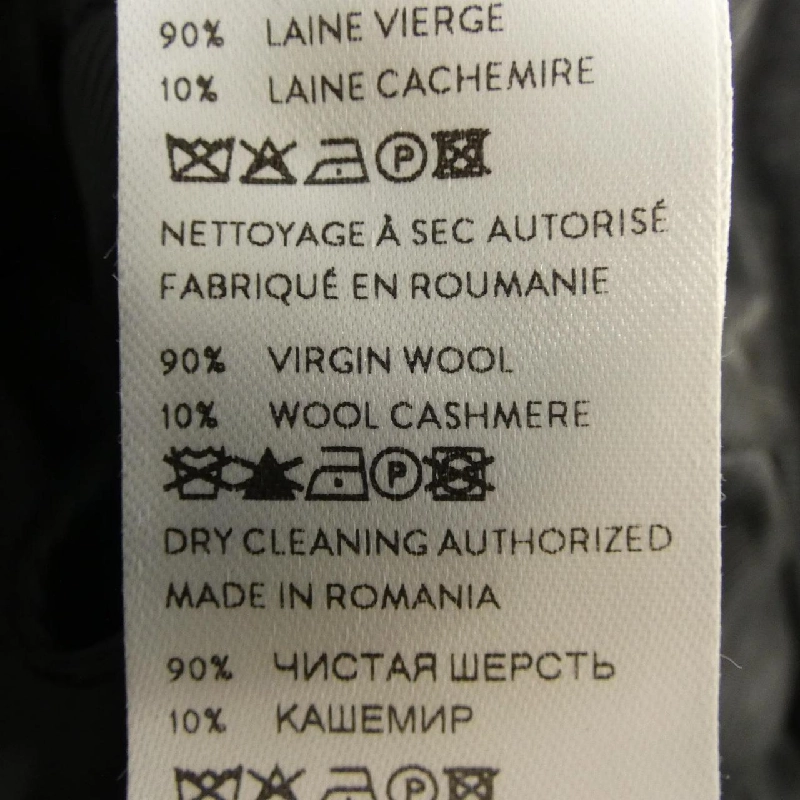 90% LAINE VIERGE
10% LAINE CACHEMIRE
P
NETTOYAGE À SEC AUTORISÉ
FABRIQUÉ EN ROUMANIE
90% VIRGIN WOOL
10% WOOL CASHMERE
P
DRY CLEANING AUTHORIZED
MADE IN ROMANIA
90% ЧИСТАЯ ШЕРСТЬ
10% КАШЕМИР
P